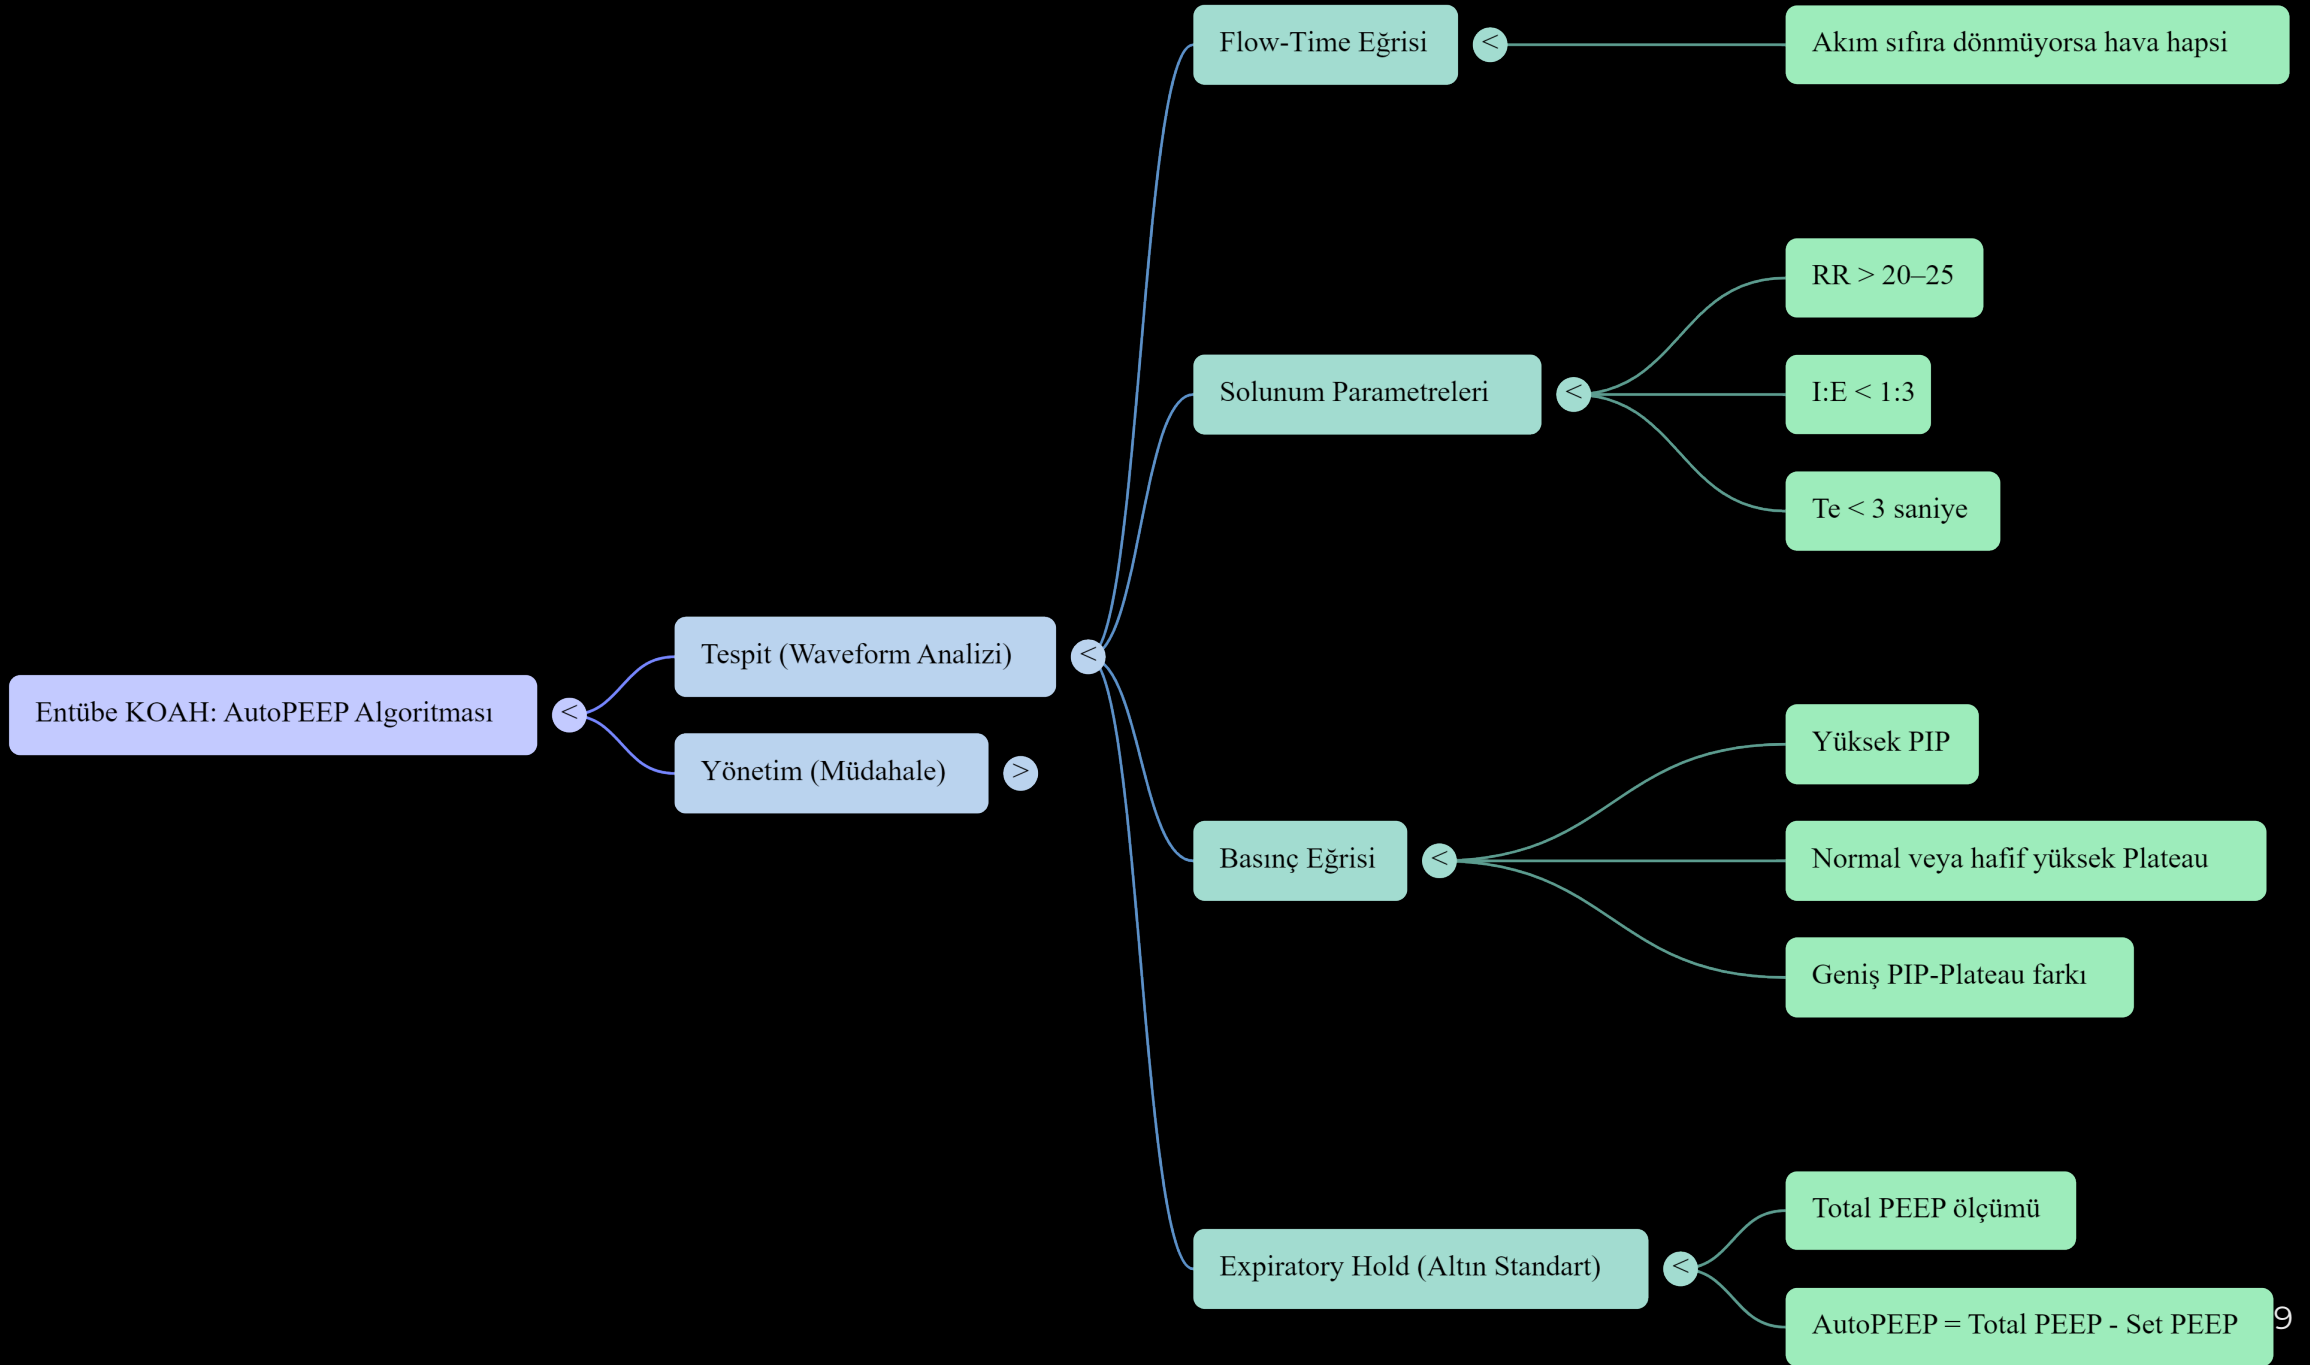 Entübe KOAH: AutoPEEP Algoritması
<
Tespit (Waveform Analizi)
<
Flow-Time Eğrisi
<
Akım sıfıra dönmüyorsa hava hapsi
Solunum Parametreleri
<
RR > 20–25
I:E < 1:3
Te < 3 saniye
Basınç Eğrisi
<
Yüksek PIP
Normal veya hafif yüksek Plateau
Geniş PIP-Plateau farkı
Expiratory Hold (Altın Standart)
<
Total PEEP ölçümü
AutoPEEP = Total PEEP - Set PEEP
Yönetim (Müdahale)
>
9